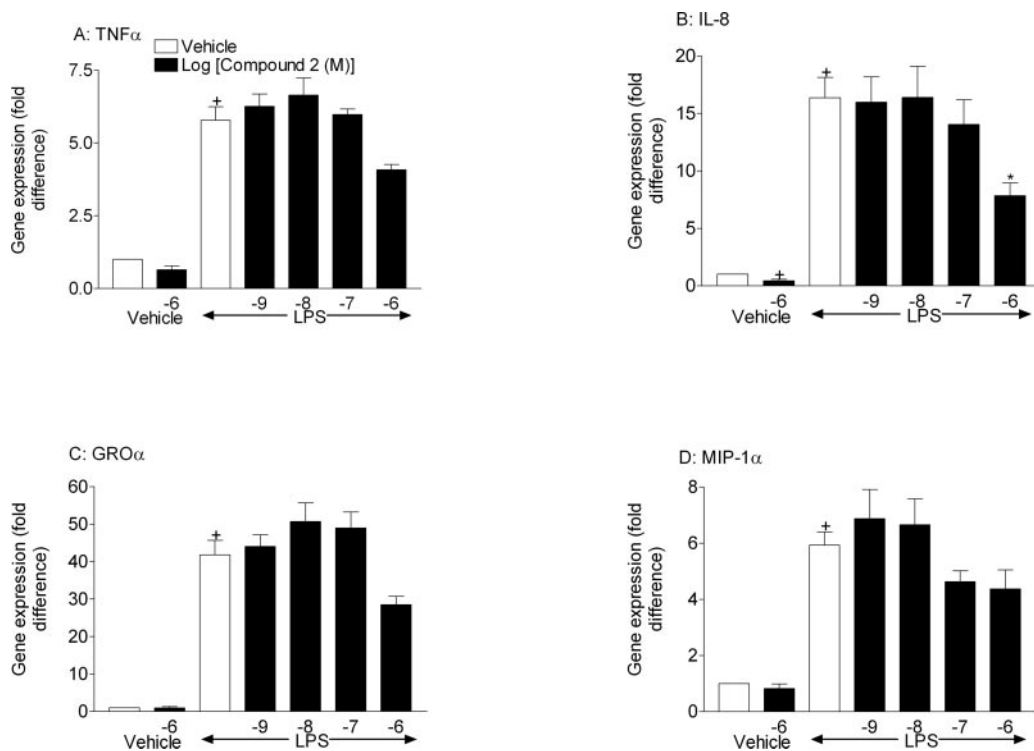 A: TNFα
Vehicle
Log [Compound 2 (M)]
Gene expression (fold
difference)
7.5
5.0
2.5
0.0
+
-6 -9 -8 -7 -6
Vehicle LPS
B: IL-8
Gene expression (fold
difference)
20
15
10
5
0
+
+
*
-6 -9 -8 -7 -6
Vehicle LPS
C: GROα
Gene expression (fold
difference)
60
50
40
30
20
10
0
+
-6 -9 -8 -7 -6
Vehicle LPS
D: MIP-1α
Gene expression (fold
difference)
8
6
4
2
0
+
-6 -9 -8 -7 -6
Vehicle LPS